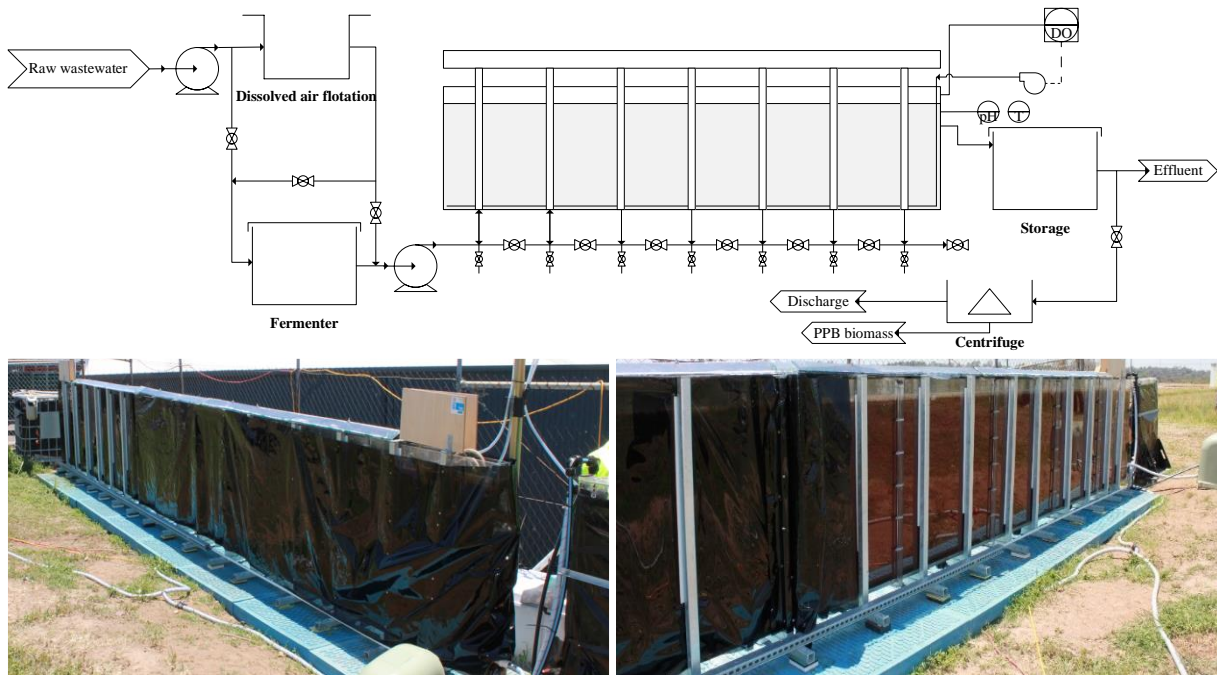 DO
Raw wastewater
Dissolved air flotation
pH
T
Effluent
Storage
Discharge
Fermenter
PPB biomass
Centrifuge